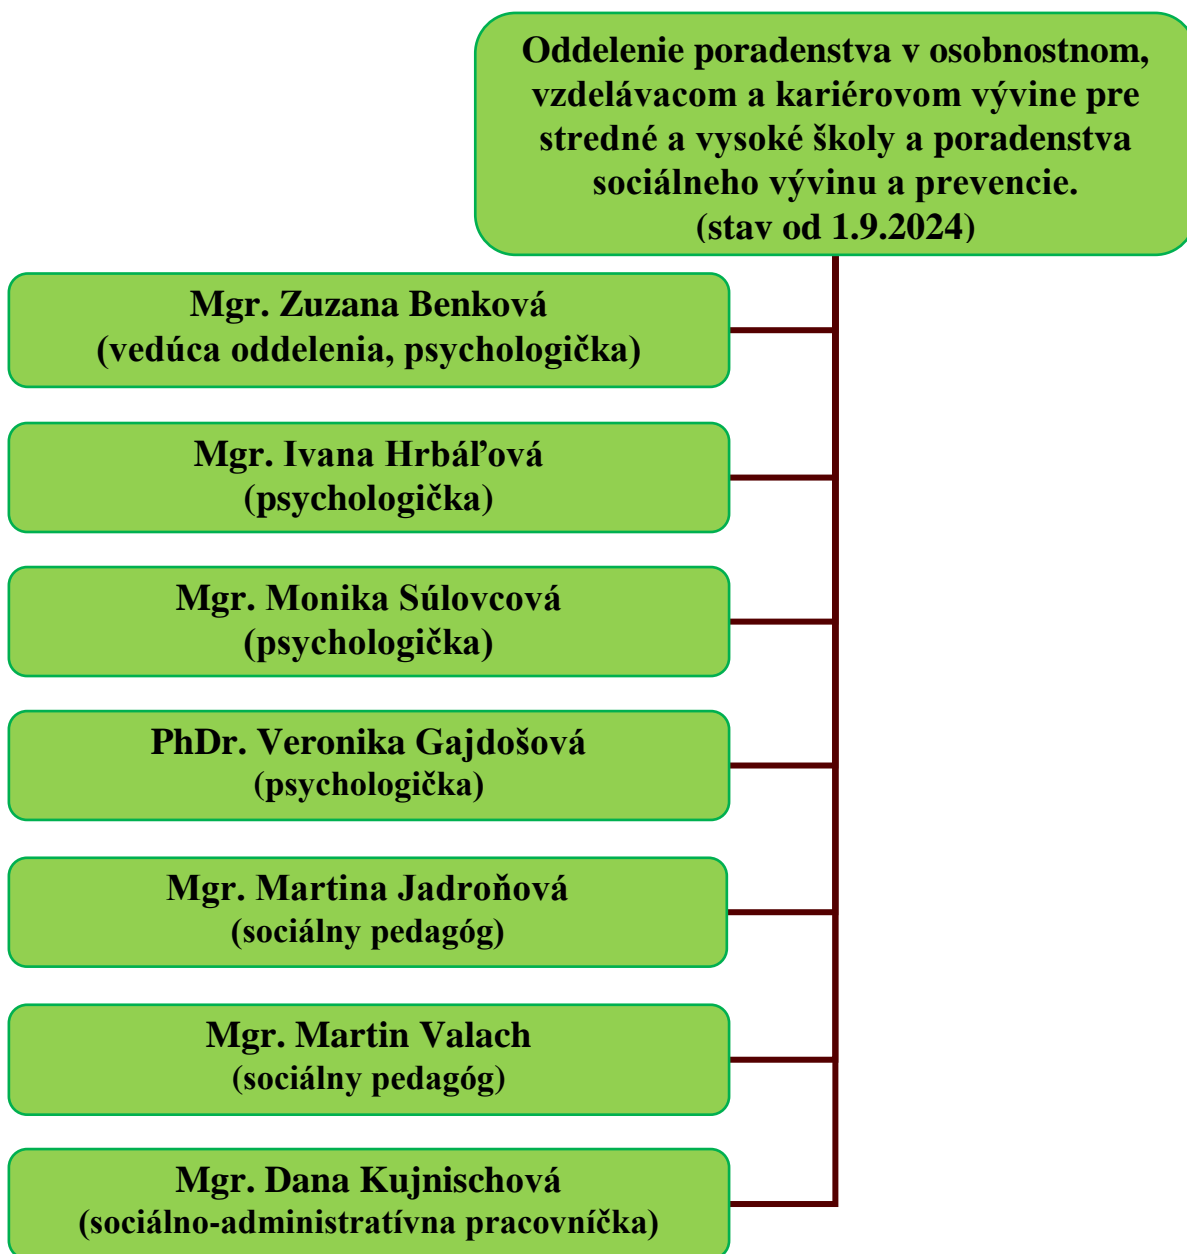 Oddelenie poradenstva v osobnostnom,
vzdelávacom a kariérovom vývine pre
stredné a vysoké školy a poradenstva
sociálneho vývinu a prevencie.
(stav od 1.9.2024)
Mgr. Zuzana Benková
(vedúca oddelenia, psychologička)
Mgr. Ivana Hrbáľová
(psychologička)
Mgr. Monika Súlovcová
(psychologička)
PhDr. Veronika Gajdošová
(psychologička)
Mgr. Martina Jadroňová
(sociálny pedagóg)
Mgr. Martin Valach
(sociálny pedagóg)
Mgr. Dana Kujnischová
(sociálno-administratívna pracovníčka)